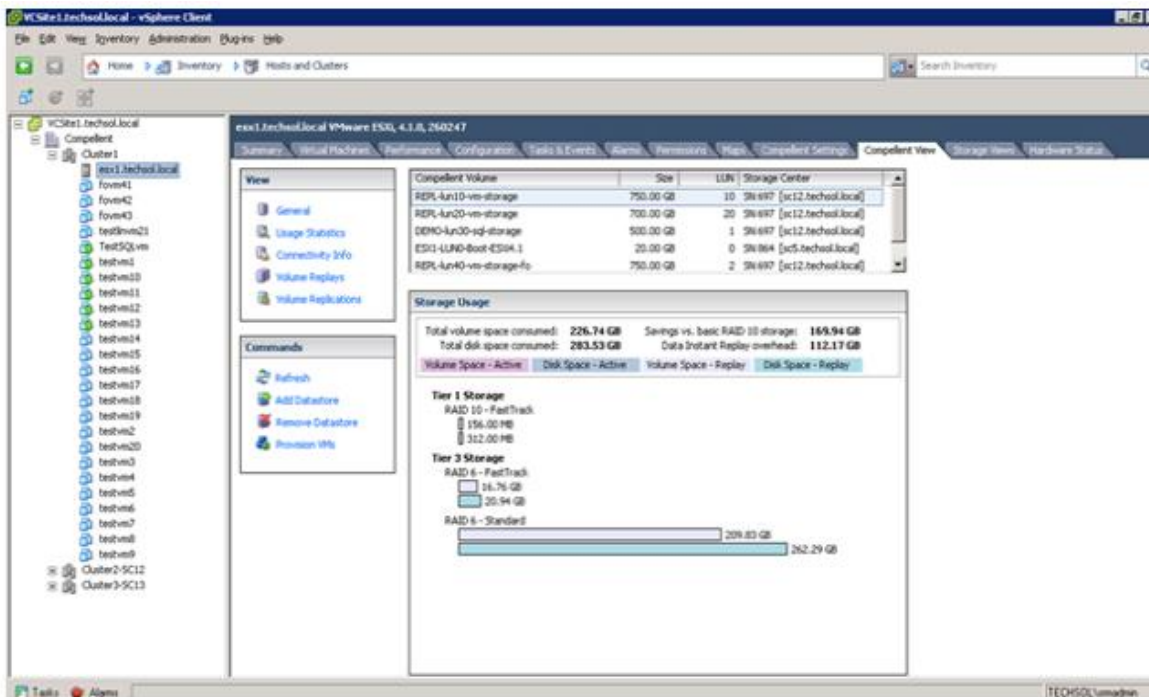 VCSite1.techsol.local - vSphere Client
File Edit View Inventory Administration Plug-ins Help
Home Inventory Hosts and Clusters
Search Inventory
VCSite1.techsol.local
Compellent
Cluster1
esx1.techsol.local
fovm41
fovm42
fovm43
testlinvm21
TestSQLvm
testvm1
testvm10
testvm11
testvm12
testvm13
testvm14
testvm15
testvm16
testvm17
testvm18
testvm19
testvm2
testvm20
testvm3
testvm4
testvm5
testvm6
testvm7
testvm8
testvm9
Cluster2-SC12
Cluster3-SC13
esx1.techsol.local VMware ESXi, 4.1.0, 260247
Summary Virtual Machines Performance Configuration Tasks & Events Alarms Permissions Maps Compellent Settings Compellent View Storage Views Hardware Status
View
General
Usage Statistics
Connectivity Info
Volume Replays
Volume Replications
Commands
Refresh
Add Datastore
Remove Datastore
Provision VMs
Compellent Volume Size LUN Storage Center
REPL-lun10-vm-storage 750.00 GB 10 SN 697 [sc12.techsol.local]
REPL-lun20-vm-storage 700.00 GB 20 SN 697 [sc12.techsol.local]
DEMO-lun30-sql-storage 500.00 GB 1 SN 697 [sc12.techsol.local]
ESX1-LUN0-Boot-ESXi4.1 20.00 GB 0 SN 864 [sc5.techsol.local]
REPL-lun40-vm-storage-fo 750.00 GB 2 SN 697 [sc12.techsol.local]
Storage Usage
Total volume space consumed: 226.74 GB Savings vs. basic RAID 10 storage: 169.94 GB
Total disk space consumed: 283.53 GB Data Instant Replay overhead: 112.17 GB
Volume Space - Active Disk Space - Active Volume Space - Replay Disk Space - Replay
Tier 1 Storage
RAID 10 - FastTrack
156.00 MB
312.00 MB
Tier 3 Storage
RAID 6 - FastTrack
16.76 GB
20.94 GB
RAID 6 - Standard
209.83 GB
262.29 GB
Tasks Alarms
TECHSOL\vmadmin